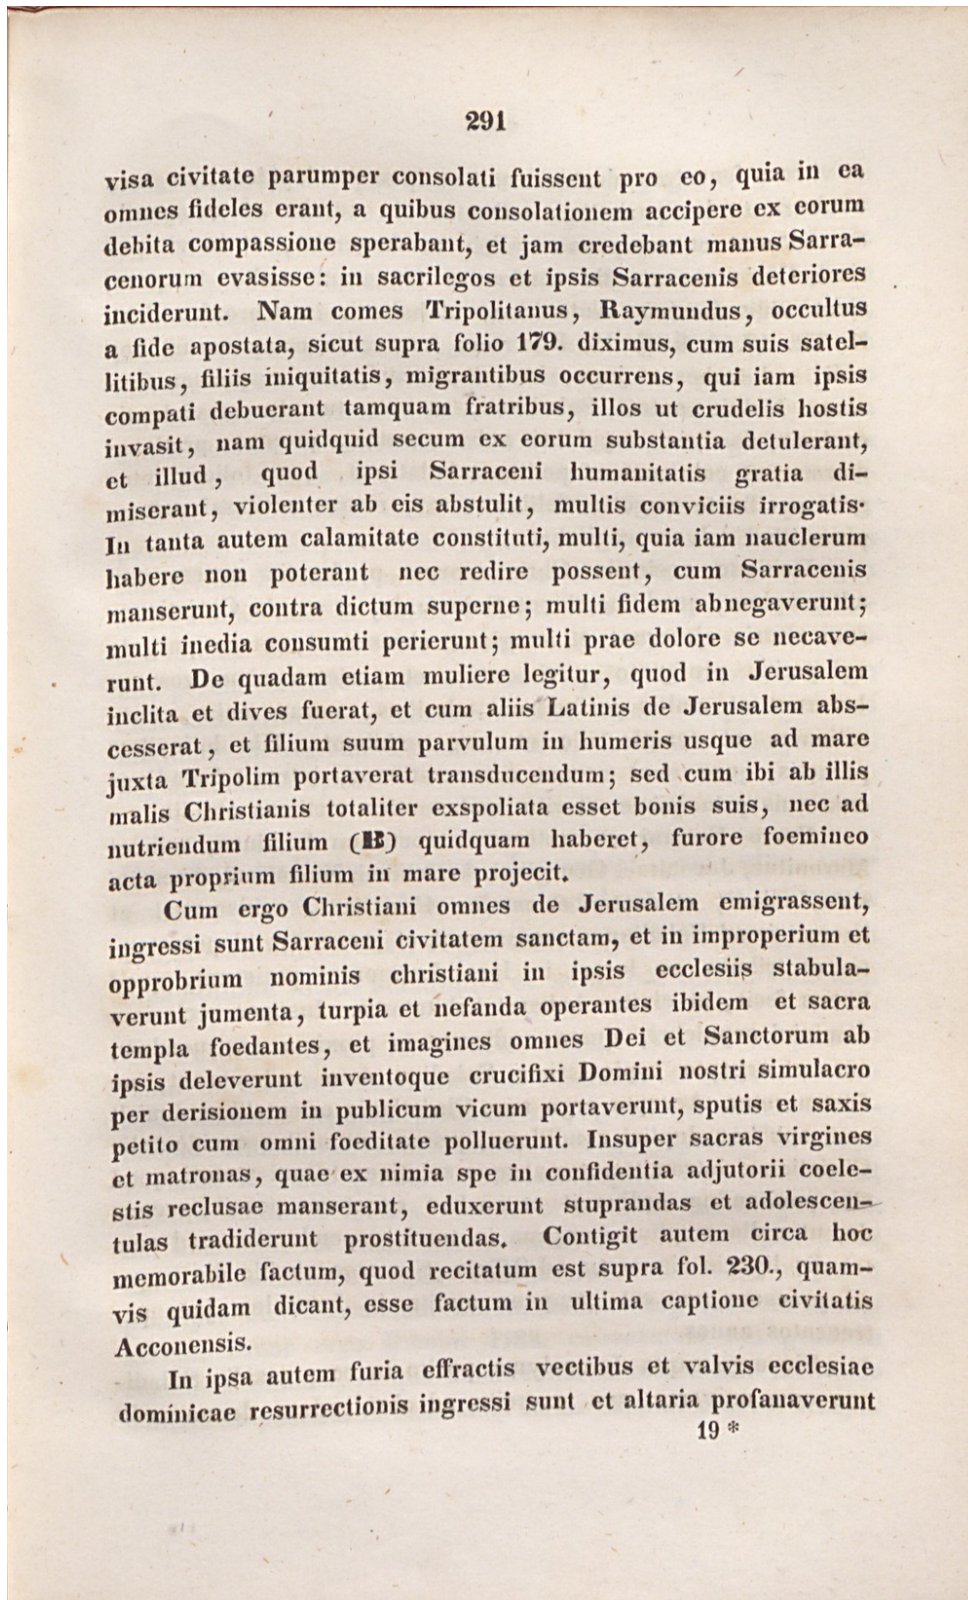 291
visa civitate parumper consolati fuissent pro eo, quia in ea
omnes fideles erant, a quibus consolationem accipere ex eorum
debita compassione sperabant, et jam credebant manus Sarra-
cenorum evasisse: in sacrilegos et ipsis Sarracenis deteriores
inciderunt. Nam comes Tripolitanus, Raymundus, occultus
a fide apostata, sicut supra folio 179. diximus, cum suis satel-
litibus, filiis iniquitatis, migrantibus occurrens, qui iam ipsis
compati debuerant tamquam fratribus, illos ut crudelis hostis
invasit, nam quidquid secum ex eorum substantia detulerant,
et illud, quod ipsi Sarraceni humanitatis gratia di-
miserant, violenter ab eis abstulit, multis conviciis irrogatis.
In tanta autem calamitate constituti, multi, quia iam nauclerum
habere non poterant nec redire possent, cum Sarracenis
manserunt, contra dictum superne; multi fidem abnegaverunt;
multi inedia consumti perierunt; multi prae dolore se necave-
runt. De quadam etiam muliere legitur, quod in Jerusalem
inclita et dives fuerat, et cum aliis Latinis de Jerusalem abs-
cesserat, et filium suum parvulum in humeris usque ad mare
juxta Tripolim portaverat transducendum; sed cum ibi ab illis
malis Christianis totaliter exspoliata esset bonis suis, nec ad
nutriendum filium (B) quidquam haberet, furore foemineo
acta proprium filium in mare projecit.
Cum ergo Christiani omnes de Jerusalem emigrassent,
ingressi sunt Sarraceni civitatem sanctam, et in improperium et
opprobrium nominis christiani in ipsis ecclesiis stabula-
verunt jumenta, turpia et nefanda operantes ibidem et sacra
templa foedantes, et imagines omnes Dei et Sanctorum ab
ipsis deleverunt inventoque crucifixi Domini nostri simulacro
per derisionem in publicum vicum portaverunt, sputis et saxis
petito cum omni foeditate polluerunt. Insuper sacras virgines
et matronas, quae ex nimia spe in confidentia adjutorii coele-
stis reclusae manserant, eduxerunt stuprandas et adolescen-
tulas tradiderunt prostituendas. Contigit autem circa hoc
memorabile factum, quod recitatum est supra fol. 230., quam-
vis quidam dicant, esse factum in ultima captione civitatis
Acconensis.
In ipsa autem furia effractis vectibus et valvis ecclesiae
dominicae resurrectionis ingressi sunt et altaria profanaverunt
19 *